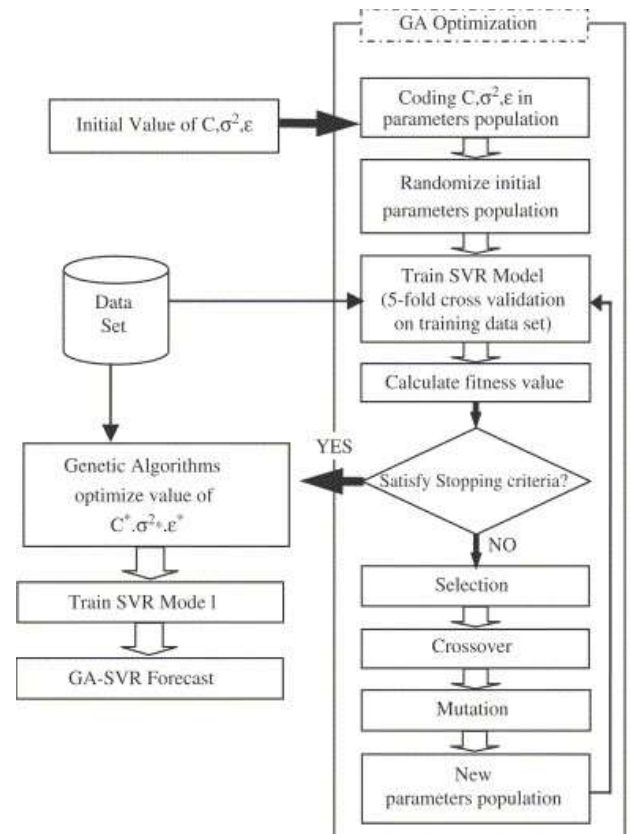 GA Optimization
Initial Value of C,σ²,ε
Coding C,σ²,ε in
parameters population
Randomize initial
parameters population
Data
Set
Train SVR Model
(5-fold cross validation
on training data set)
Calculate fitness value
YES
Satisfy Stopping criteria?
NO
Genetic Algorithms
optimize value of
C*.σ²*.ε*
Train SVR Mode l
GA-SVR Forecast
Selection
Crossover
Mutation
New
parameters population